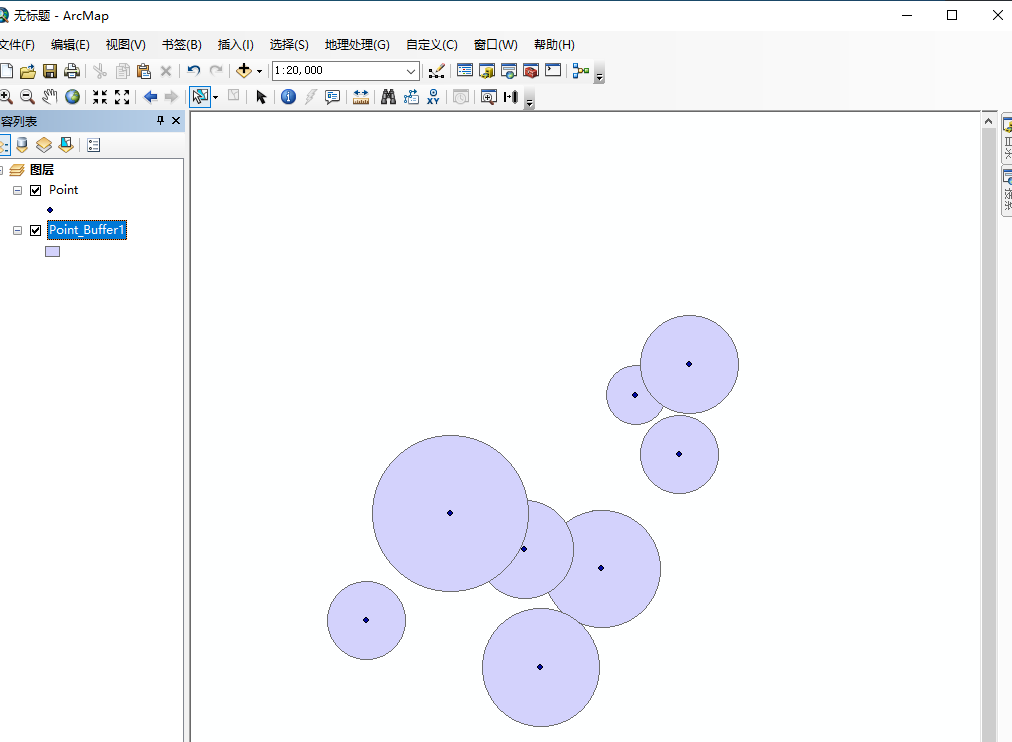 无标题 - ArcMap
文件(F) 编辑(E) 视图(V) 书签(B) 插入(I) 选择(S) 地理处理(G) 自定义(C) 窗口(W) 帮助(H)
1:20,000
XY
容列表
图层
Point
Point_Buffer1